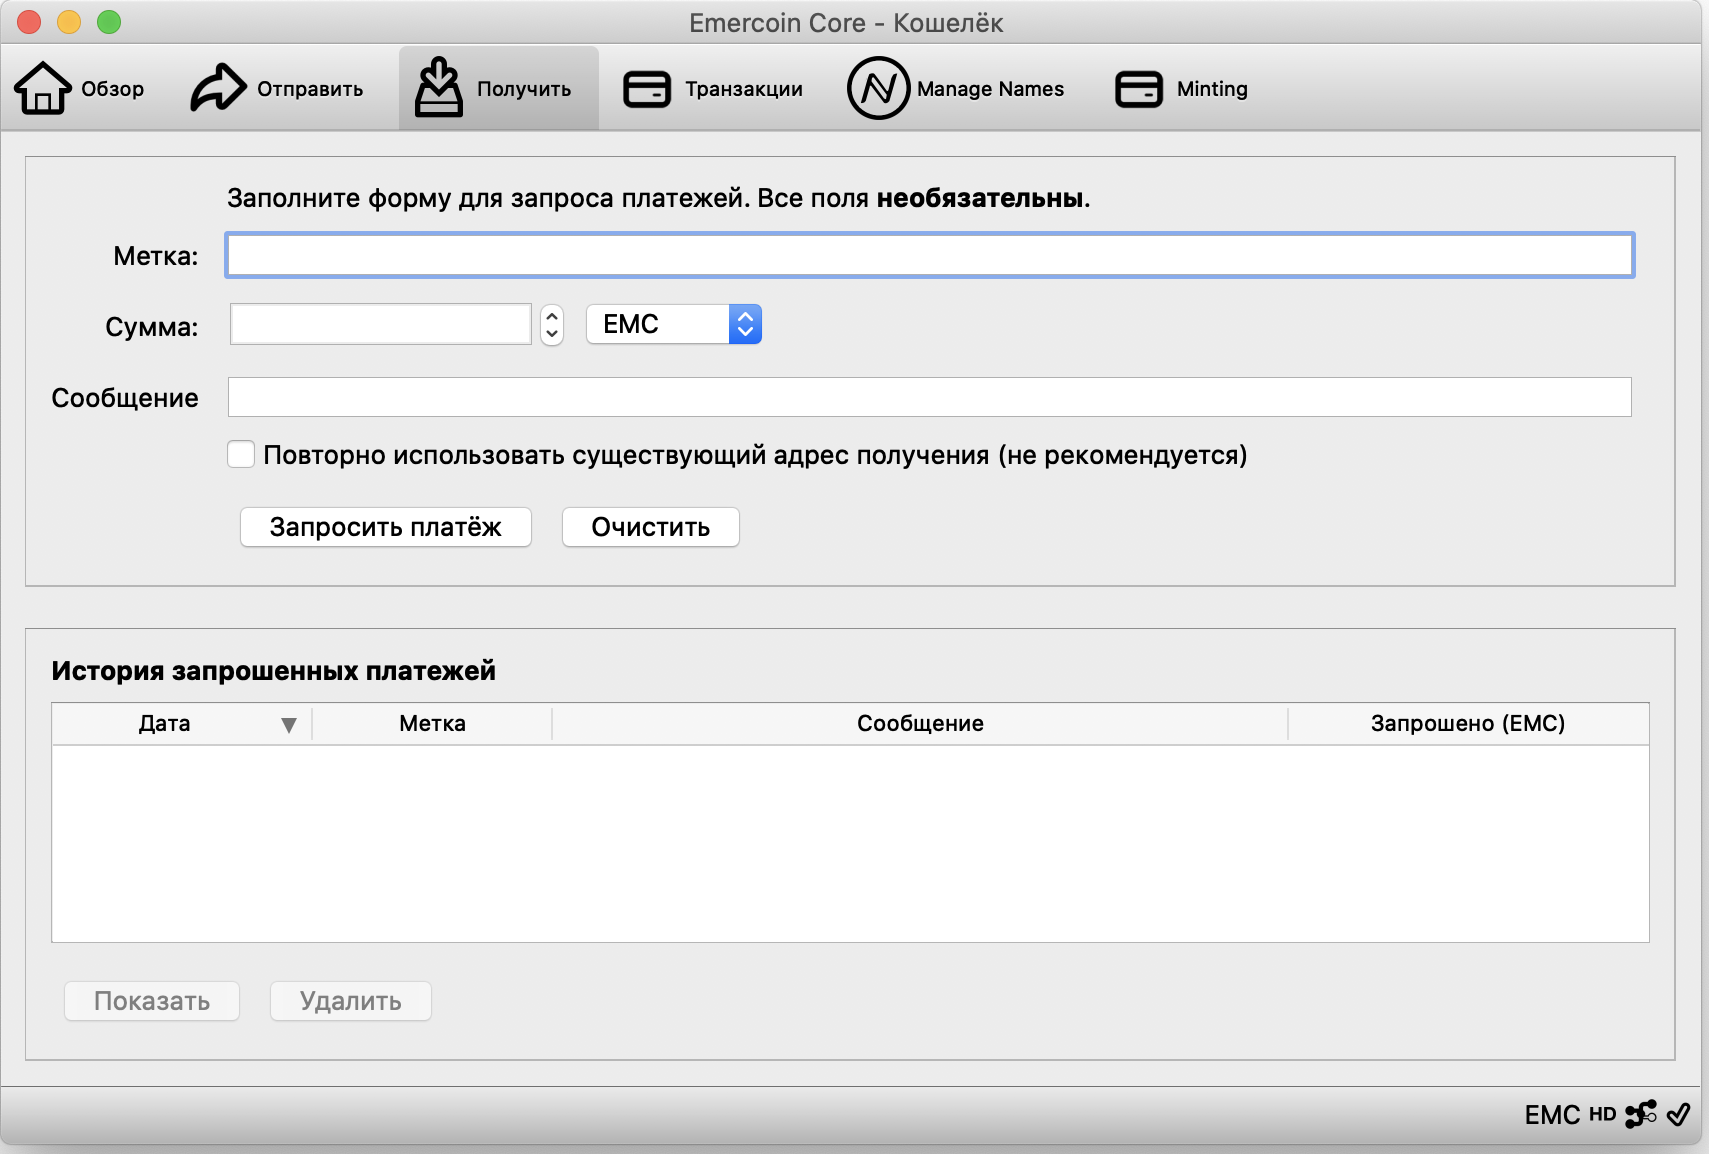 Emercoin Core - Кошелёк
Обзор Отправить Получить Транзакции Manage Names Minting
Заполните форму для запроса платежей. Все поля необязательны.
Метка:
Сумма: EMC
Сообщение
Повторно использовать существующий адрес получения (не рекомендуется)
Запросить платёж Очистить
История запрошенных платежей
Дата Метка Сообщение Запрошено (EMC)
Показать Удалить
EMC HD